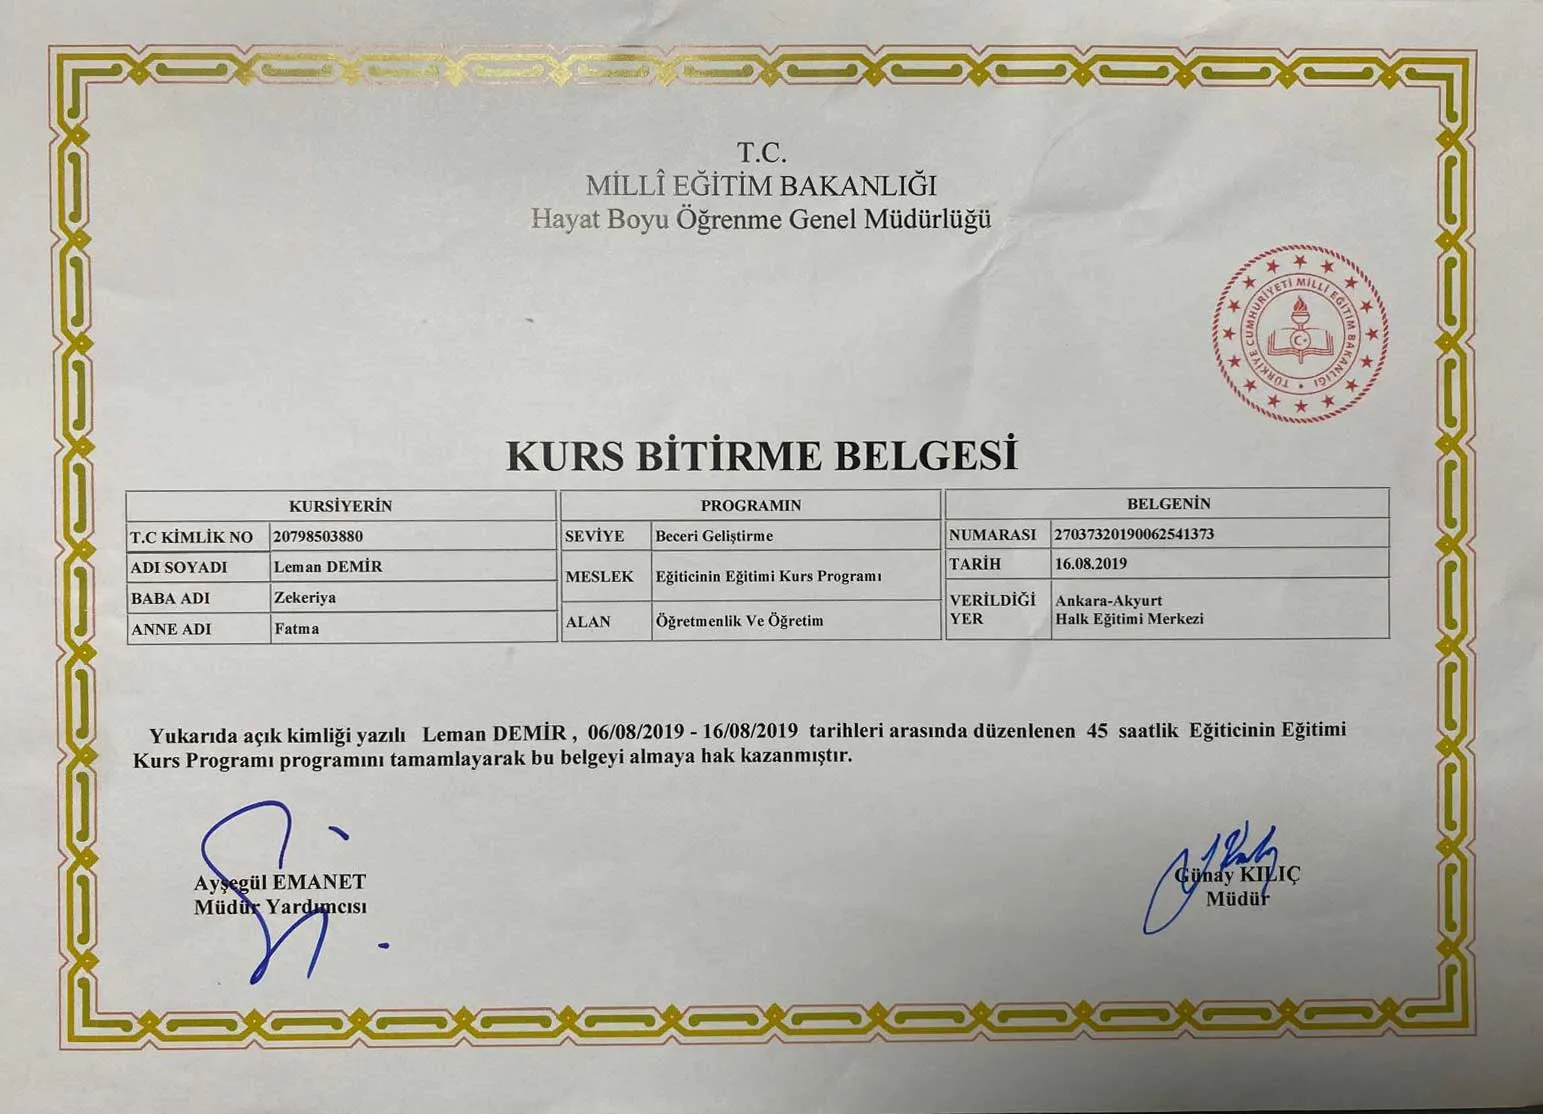 T.C.
MİLLÎ EĞİTİM BAKANLIĞI
Hayat Boyu Öğrenme Genel Müdürlüğü
TÜRKİYE CUMHURİYETİ MİLLİ EĞİTİM BAKANLIĞI
KURS BİTİRME BELGESİ
KURSİYERİN
T.C KİMLİK NO 20798503880
ADI SOYADI Leman DEMİR
BABA ADI Zekeriya
ANNE ADI Fatma
PROGRAMIN
SEVİYE Beceri Geliştirme
MESLEK Eğiticinin Eğitimi Kurs Programı
ALAN Öğretmenlik Ve Öğretim
BELGENİN
NUMARASI 27037320190062541373
TARİH 16.08.2019
VERİLDİĞİ Ankara-Akyurt
YER Halk Eğitimi Merkezi
Yukarıda açık kimliği yazılı Leman DEMİR , 06/08/2019 - 16/08/2019 tarihleri arasında düzenlenen 45 saatlik Eğiticinin Eğitimi
Kurs Programı programını tamamlayarak bu belgeyi almaya hak kazanmıştır.
Ayşegül EMANET
Müdür Yardımcısı
Günay KILIÇ
Müdür